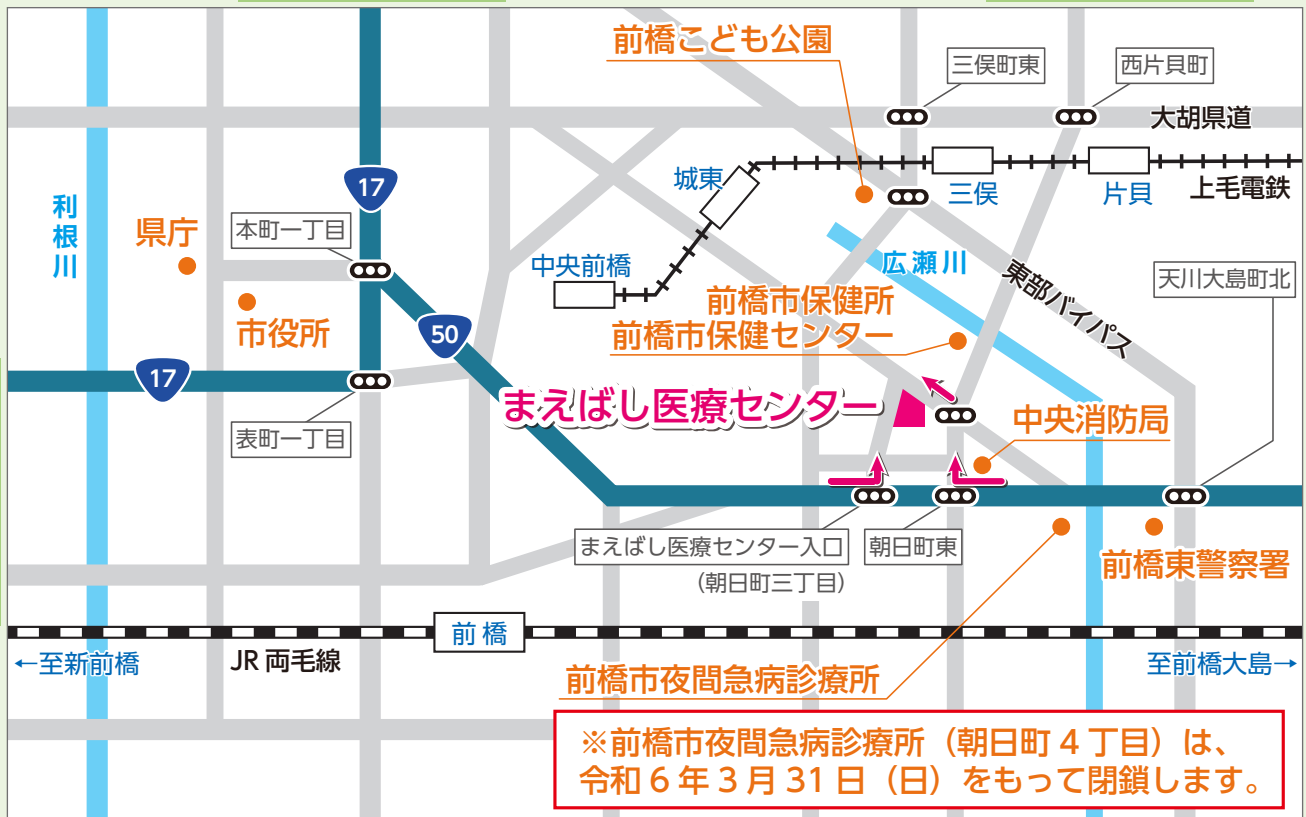 前橋こども公園
三俣町東
西片貝町
大胡県道
17
城東
三俣
片貝
上毛電鉄
利根川
県庁
本町一丁目
中央前橋
広瀬川
東部バイパス
天川大島町北
市役所
50
前橋市保健所
前橋市保健センター
17
まえばし医療センター
中央消防局
表町一丁目
まえばし医療センター入口
(朝日町三丁目)
朝日町東
前橋東警察署
前橋
←至新前橋
JR両毛線
至前橋大島→
前橋市夜間急病診療所
※前橋市夜間急病診療所（朝日町4丁目）は、
令和6年3月31日（日）をもって閉鎖します。